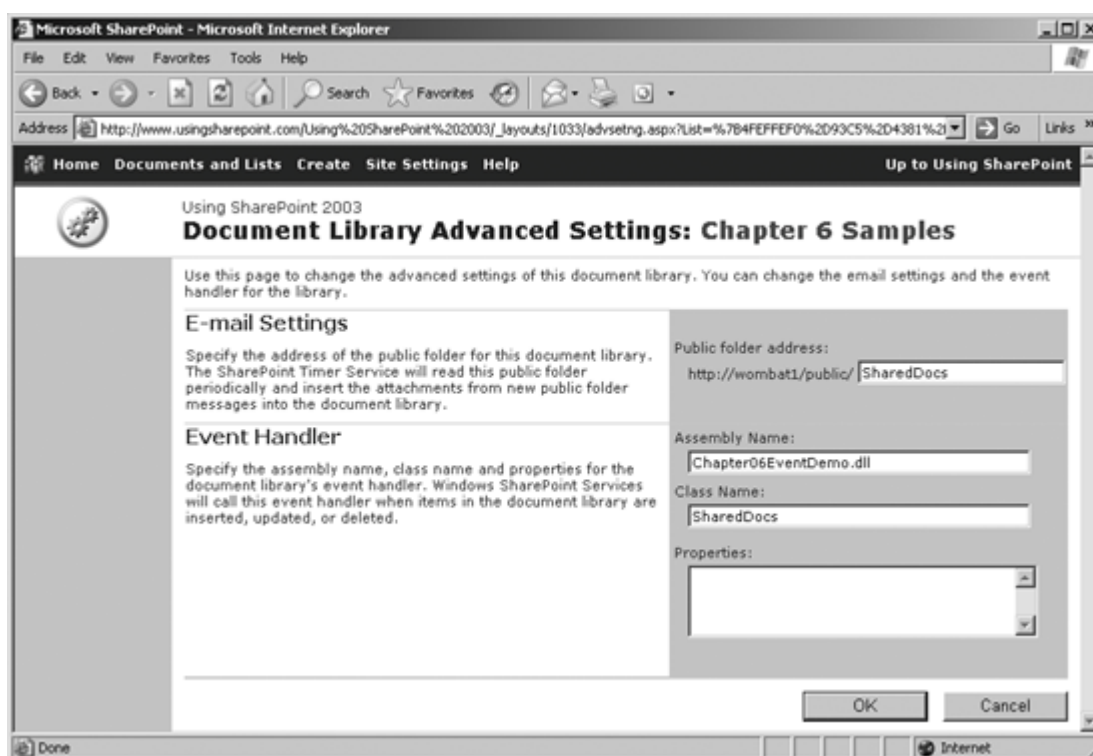 Microsoft SharePoint - Microsoft Internet Explorer
File Edit View Favorites Tools Help
Back Search Favorites
Address http://www.usingsharepoint.com/Using%20SharePoint%202003/_layouts/1033/advsetng.aspx?List=%7B4FEFFEF0%2D93C5%2D4381%2 Go Links »
Home Documents and Lists Create Site Settings Help Up to Using SharePoint
Using SharePoint 2003
Document Library Advanced Settings: Chapter 6 Samples
Use this page to change the advanced settings of this document library. You can change the email settings and the event
handler for the library.
E-mail Settings
Specify the address of the public folder for this document library.
The SharePoint Timer Service will read this public folder
periodically and insert the attachments from new public folder
messages into the document library.
Public folder address:
http://wombat1/public/ SharedDocs
Event Handler
Specify the assembly name, class name and properties for the
document library's event handler. Windows SharePoint Services
will call this event handler when items in the document library are
inserted, updated, or deleted.
Assembly Name:
Chapter06EventDemo.dll
Class Name:
SharedDocs
Properties:
OK Cancel
Done Internet